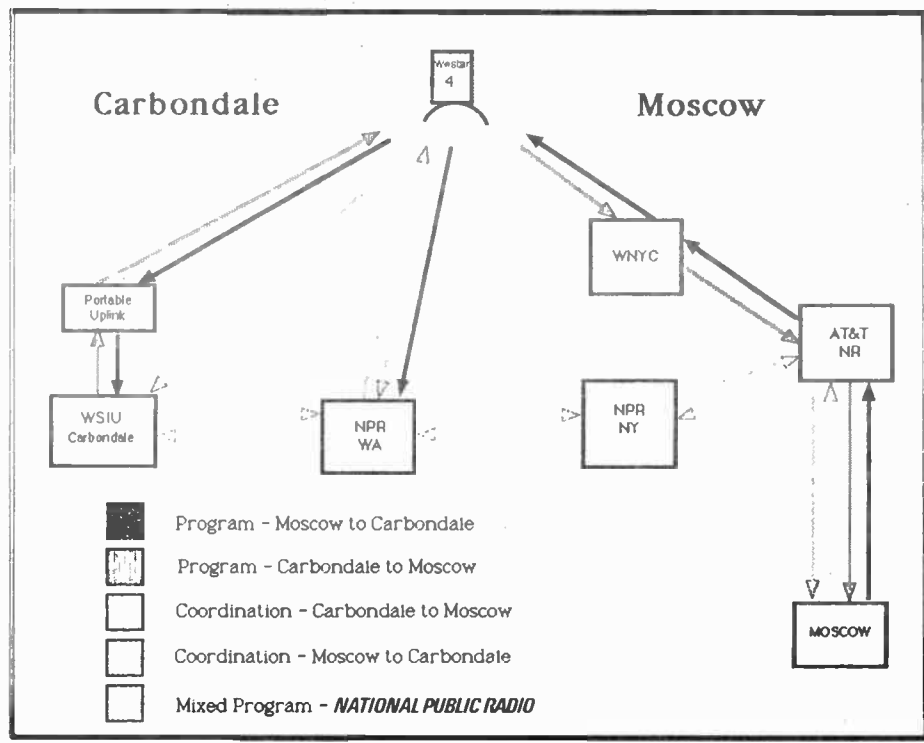 Westar
4
Carbondale
Moscow
WNYC
Portable
Uplink
AT&T
NR
WSIU
Carbondale
NPR
WA
NPR
NY
Program - Moscow to Carbondale
Program - Carbondale to Moscow
Coordination - Carbondale to Moscow
Coordination - Moscow to Carbondale
Mixed Program - NATIONAL PUBLIC RADIO
MOSCOW